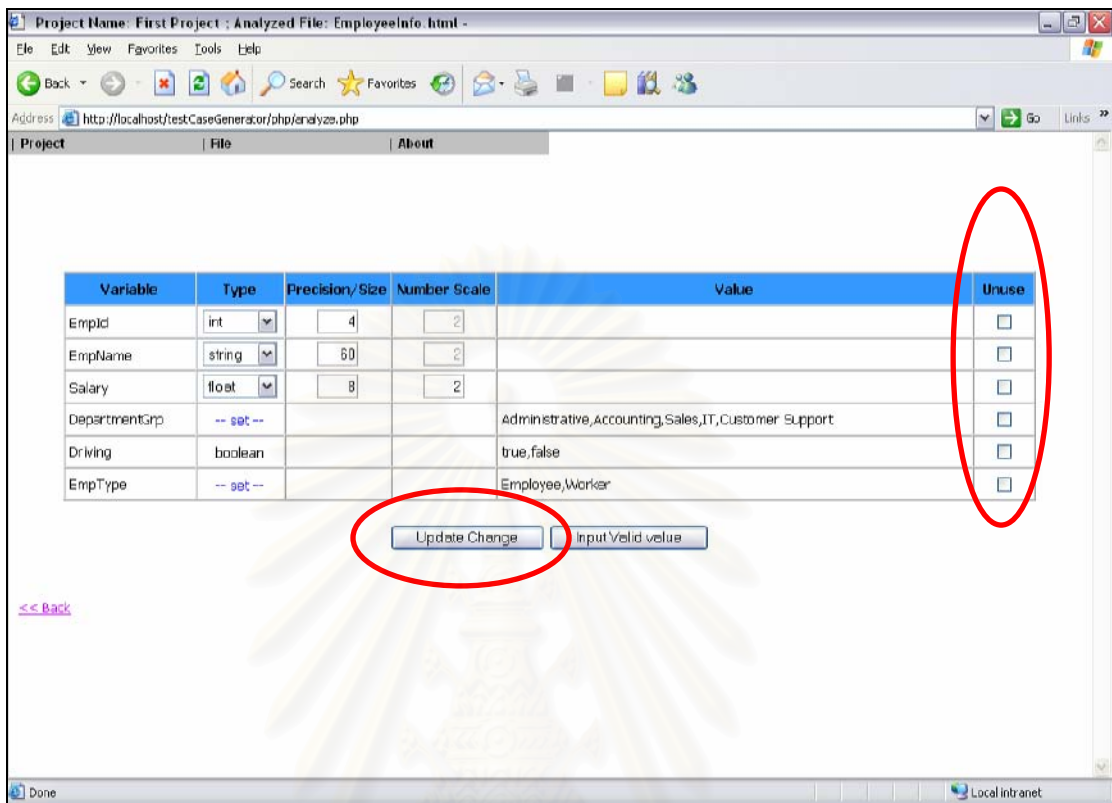 Project Name: First Project ; Analyzed File: EmployeeInfo.html -
File Edit View Favorites Tools Help
Back Search Favorites
Address http://localhost/testCaseGenerator/php/analyze.php Go Links »
| Project | File | About
Variable Type Precision/Size Number Scale Value Unuse
EmpId int 4 2
EmpName string 60 2
Salary float 8 2
DepartmentGrp -- set -- Administrative,Accounting,Sales,IT,Customer Support
Driving boolean true,false
EmpType -- set -- Employee,Worker
Update Change Input Valid value
<< Back
Done Local intranet